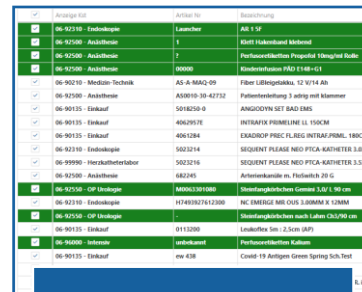 Anzeige Kst Artikel Nr Bezeichnung
06-92310 - Endoskopie Launcher AR 1 5F
06-92500 - Anästhesie 1 Klett Hakenband klebend
06-92500 - Anästhesie ? Perfusoretiketten Propofol 10mg/ml Rolle
06-92500 - Anästhesie 00000 Kinderinfusion PÄD E148+G1
06-90210 - Medizin-Technik AS-A-MAQ-09 Fiber LiBleigelakku, 12 V/14 Ah
06-92500 - Anästhesie AS0010-30-42732 Patientenleitung 3 adrig mit klammer
06-90135 - Einkauf 5018250-0 ANGIODYN SET BAD EMS
06-90135 - Einkauf 4062957E INTRAFIX PRIMELINE LL 150CM
06-90135 - Einkauf 4061284 EXADROP PREC FL.REG INTRAF.PRML. 180C
06-92310 - Endoskopie 5023214 SEQUENT PLEASE NEO PTCA-KATHETER 3.0
06-99990 - Herzkatheterlabor 5023216 SEQUENT PLEASE NEO PTCA-KATHETER 3.5
06-92500 - Anästhesie 682245 Arterienkanüle m. FloSwitch 20 G
06-92550 - OP Urologie M0063301080 Steinfangkörbchen Gemini 3,0/ L 90 cm
06-92310 - Endoskopie H7493927612300 NC EMERGE MR OUS 3.00MM X 12MM
06-92550 - OP Urologie - Steinfangkörbchen nach Lahm Ch3/90 cm
06-90135 - Einkauf 0113200 Leukoflex 5m : 2,5cm (AP)
06-96000 - Intensiv unbekannt Perfusoretiketten Kalium
06-90135 - Einkauf ew 438 Covid-19 Antigen Green Spring Sch.Test